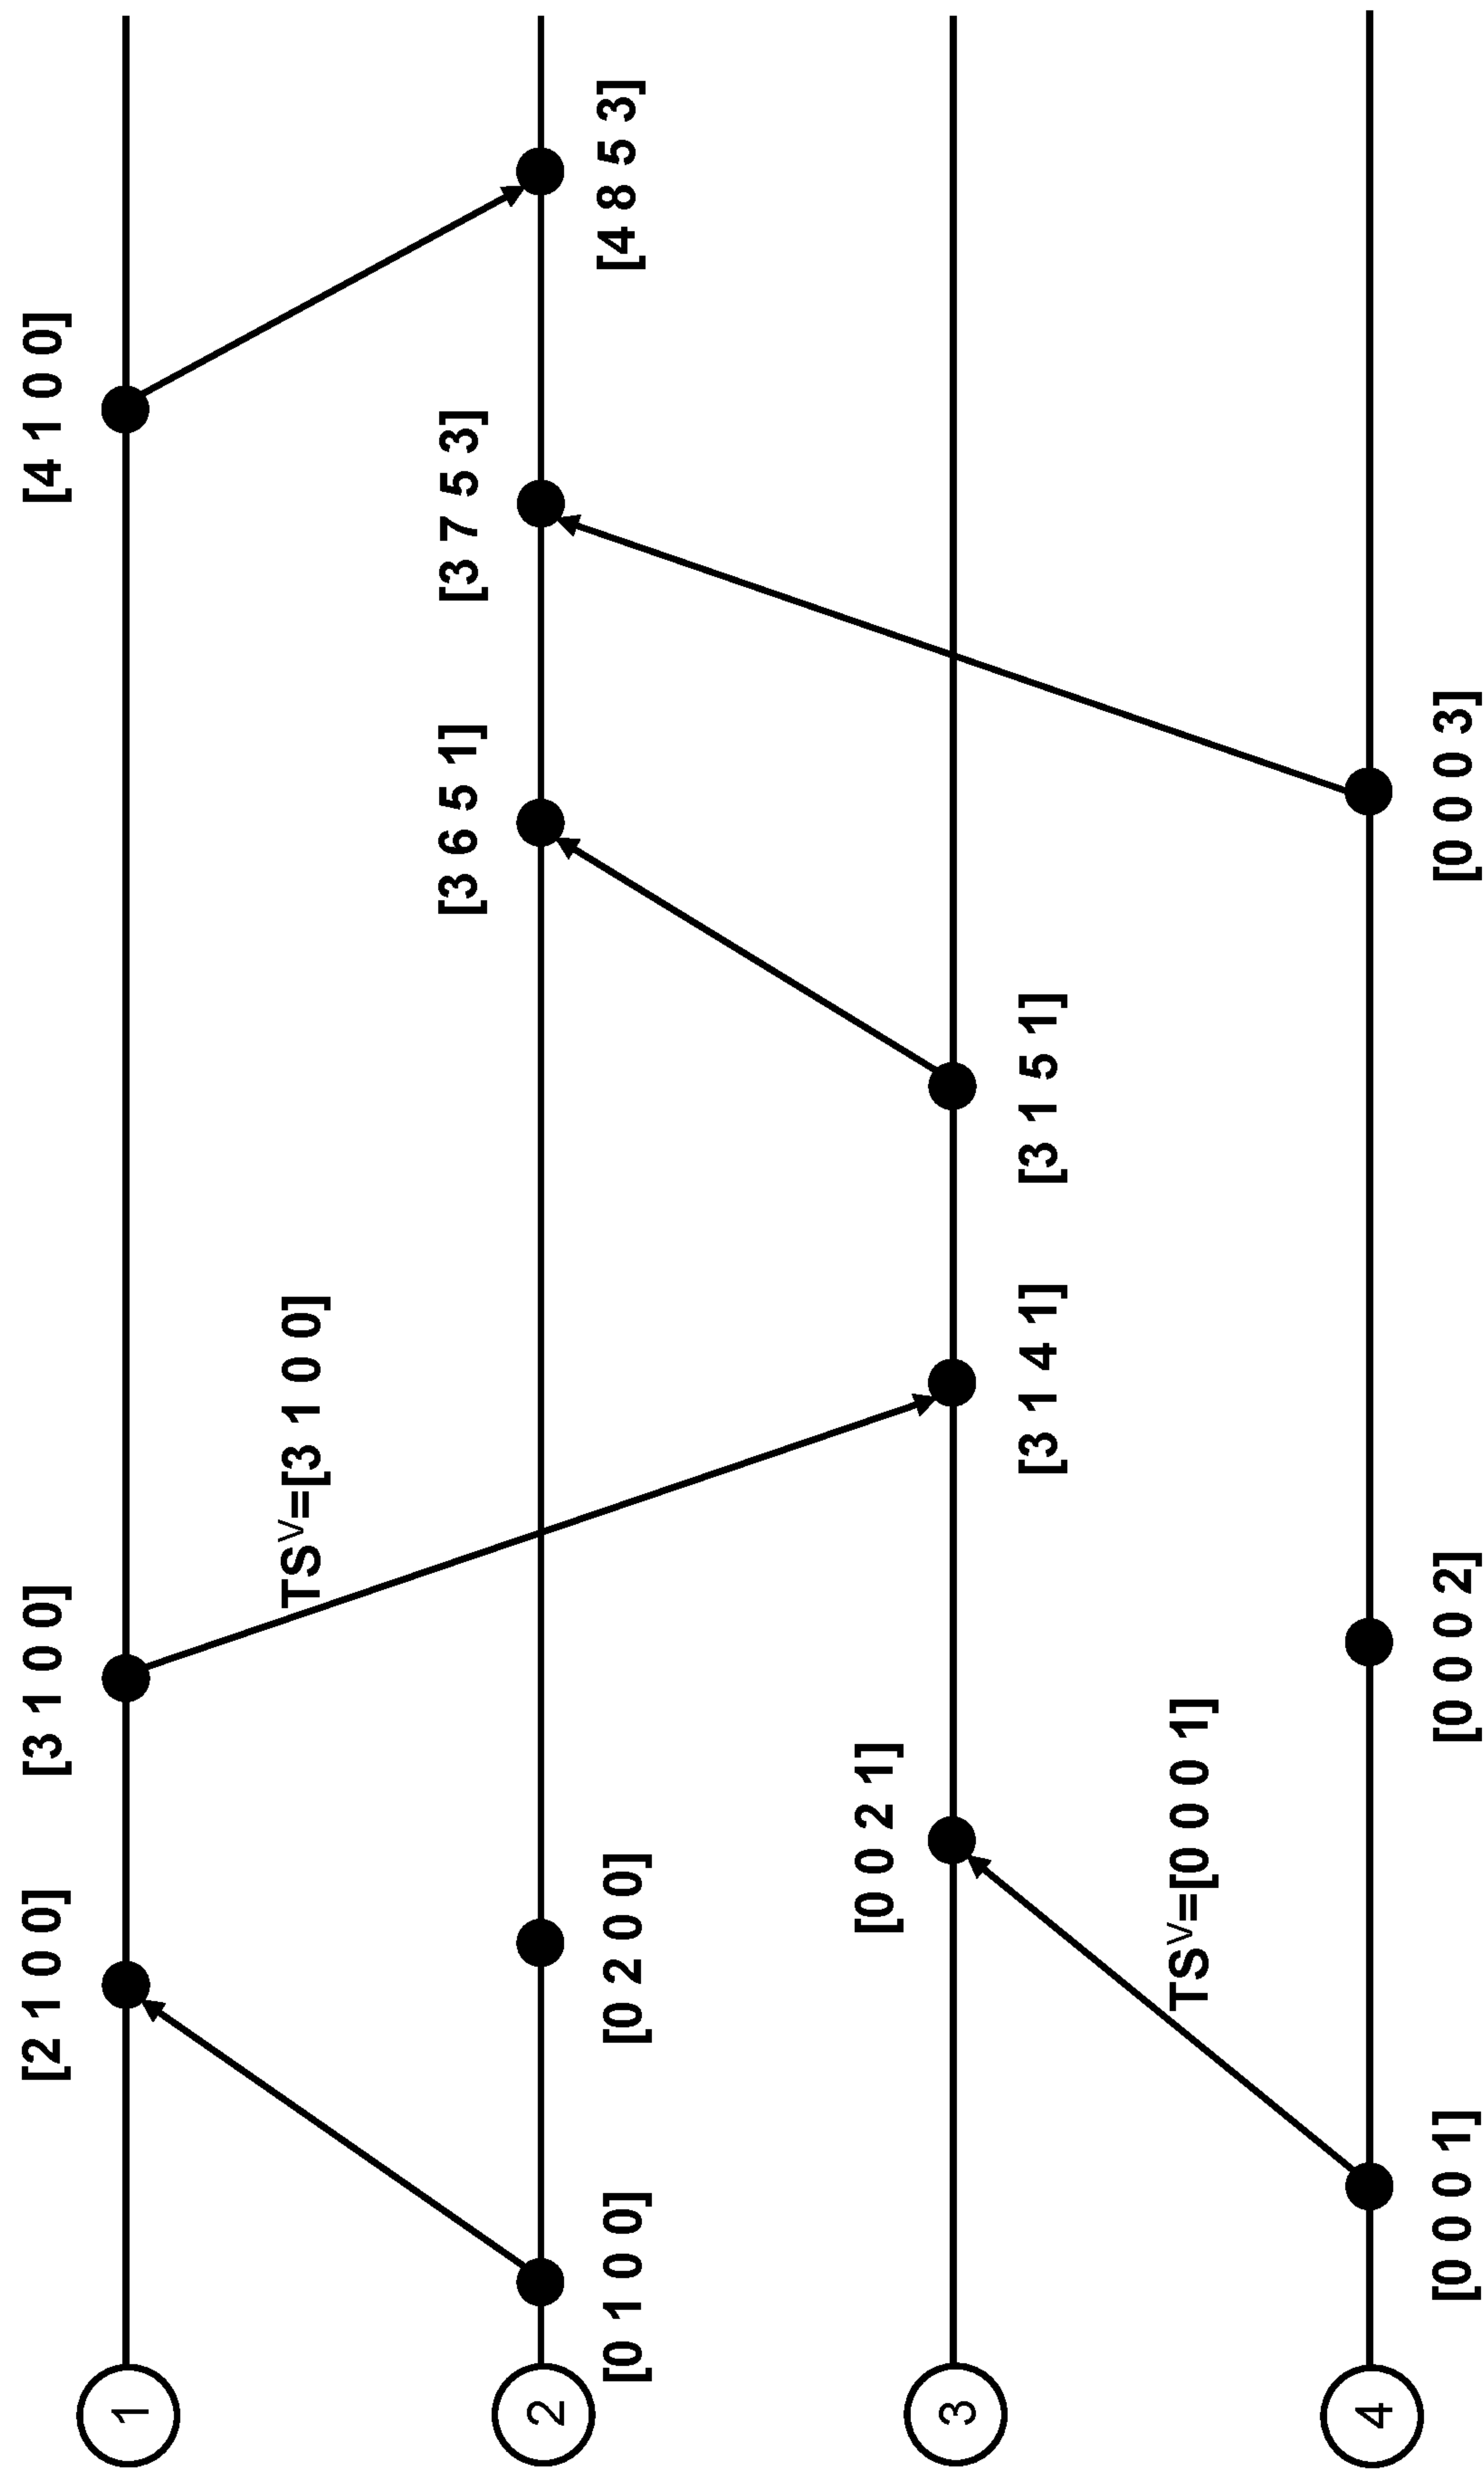 1
[2 1 0 0]
[3 1 0 0]
[4 1 0 0]
TSV=[3 1 0 0]
2
[0 1 0 0]
[0 2 0 0]
[3 6 5 1]
[3 7 5 3]
[4 8 5 3]
3
[0 0 2 1]
[3 1 4 1]
[3 1 5 1]
TSV=[0 0 0 1]
4
[0 0 0 1]
[0 0 0 2]
[0 0 0 3]